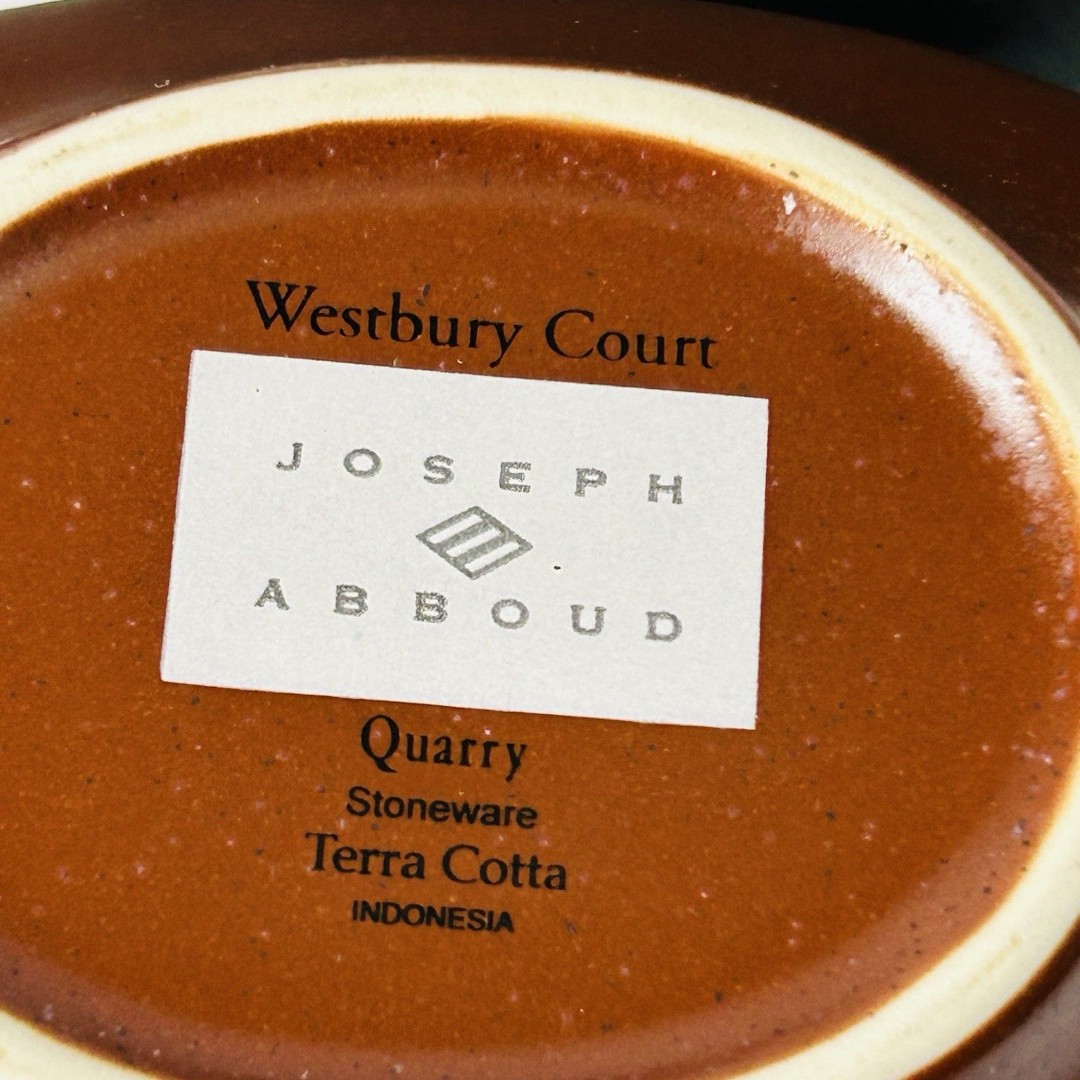 Westbury Court
JOSEPH
ABBOUD
Quarry
Stoneware
Terra Cotta
INDONESIA